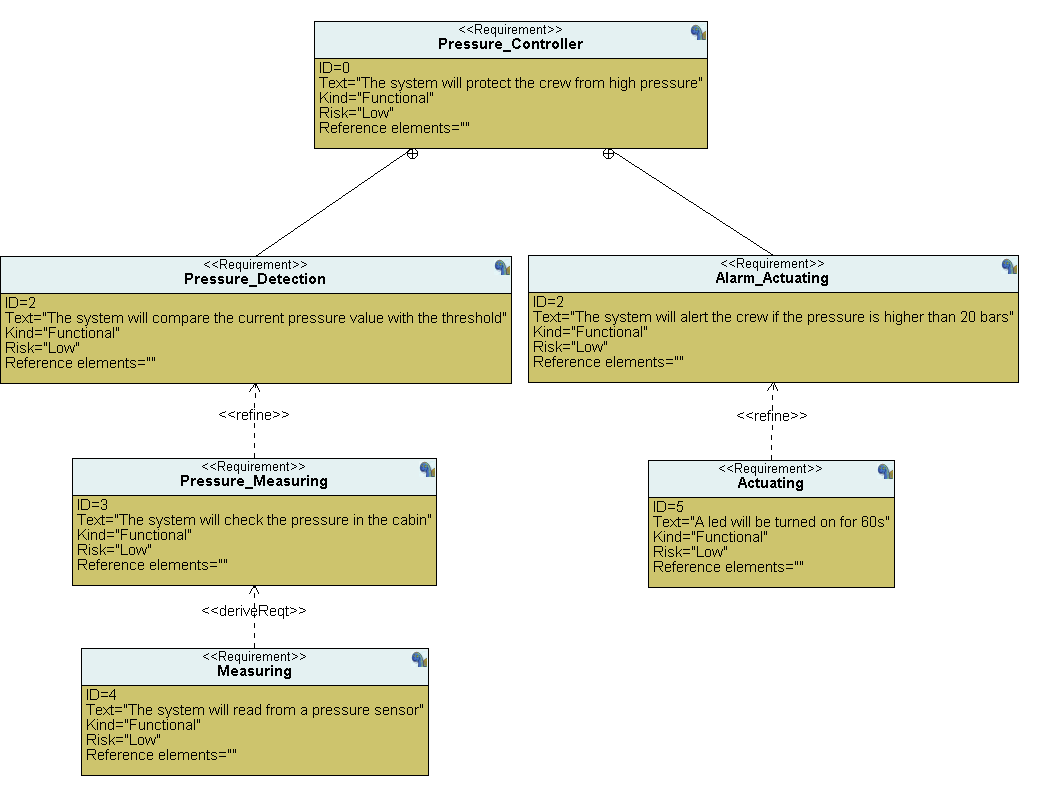 <<Requirement>>
Pressure_Controller
ID=0
Text="The system will protect the crew from high pressure"
Kind="Functional"
Risk="Low"
Reference elements=""
<<Requirement>>
Pressure_Detection
ID=2
Text="The system will compare the current pressure value with the threshold"
Kind="Functional"
Risk="Low"
Reference elements=""
<<Requirement>>
Alarm_Actuating
ID=2
Text="The system will alert the crew if the pressure is higher than 20 bars"
Kind="Functional"
Risk="Low"
Reference elements=""
<<refine>>
<<refine>>
<<Requirement>>
Pressure_Measuring
ID=3
Text="The system will check the pressure in the cabin"
Kind="Functional"
Risk="Low"
Reference elements=""
<<Requirement>>
Actuating
ID=5
Text="A led will be turned on for 60s"
Kind="Functional"
Risk="Low"
Reference elements=""
<<deriveReqt>>
<<Requirement>>
Measuring
ID=4
Text="The system will read from a pressure sensor"
Kind="Functional"
Risk="Low"
Reference elements=""